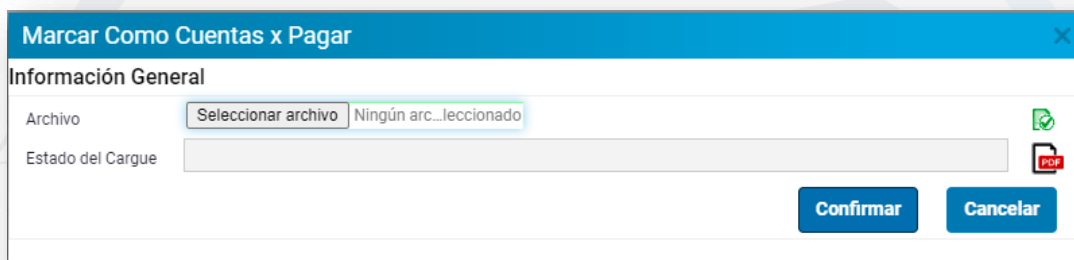 Marcar Como Cuentas x Pagar
Información General
Archivo Seleccionar archivo Ningún arc...leccionado
Estado del Cargue PDF
Confirmar Cancelar